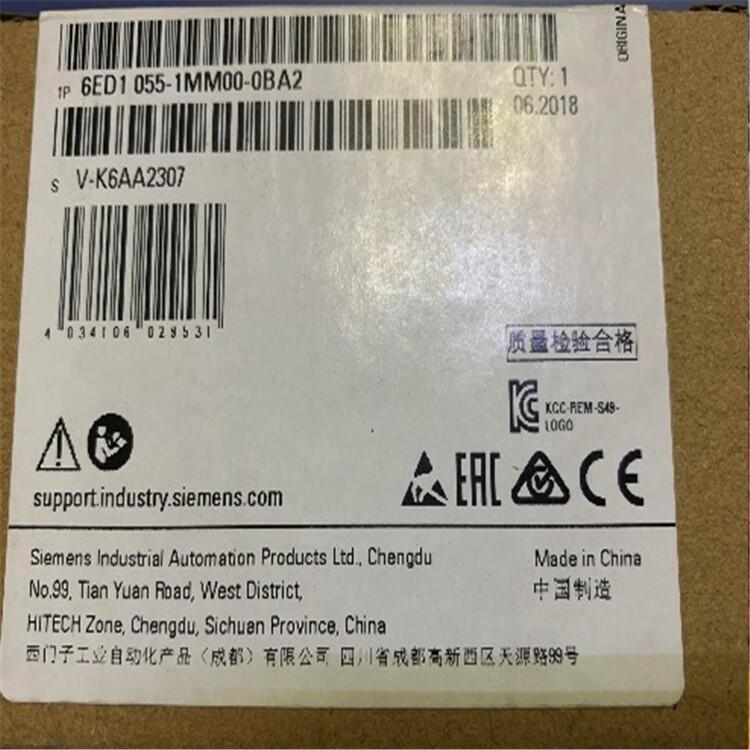 ORIGINA
1P 6ED1 055-1MM00-0BA2
QTY: 1
06.2018
S V-K6AA2307
4 034106 029531
质量检验合格
KCC-REM-S49-
LOGO
EAC
CE
support.industry.siemens.com
Siemens Industrial Automation Products Ltd., Chengdu
Made in China
No.99, Tian Yuan Road, West District,
中国制造
HITECH Zone, Chengdu, Sichuan Province, China
西门子工业自动化产品（成都）有限公司 四川省成都高新西区天源路99号